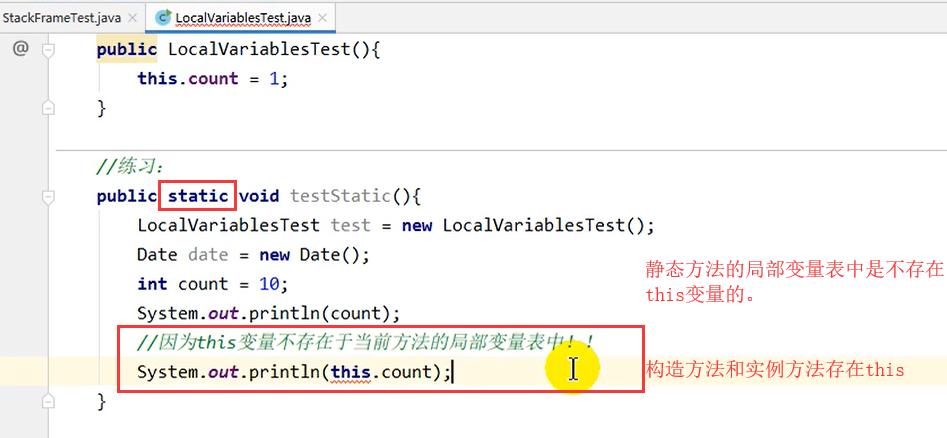 StackFrameTest.java
LocalVariablesTest.java
@
public LocalVariablesTest(){
this.count = 1;
}
//练习：
public static void testStatic(){
LocalVariablesTest test = new LocalVariablesTest();
Date date = new Date();
int count = 10;
System.out.println(count);
//因为this变量不存在于当前方法的局部变量表中！！
System.out.println(this.count);
}
静态方法的局部变量表中是不存在
this变量的。
构造方法和实例方法存在this